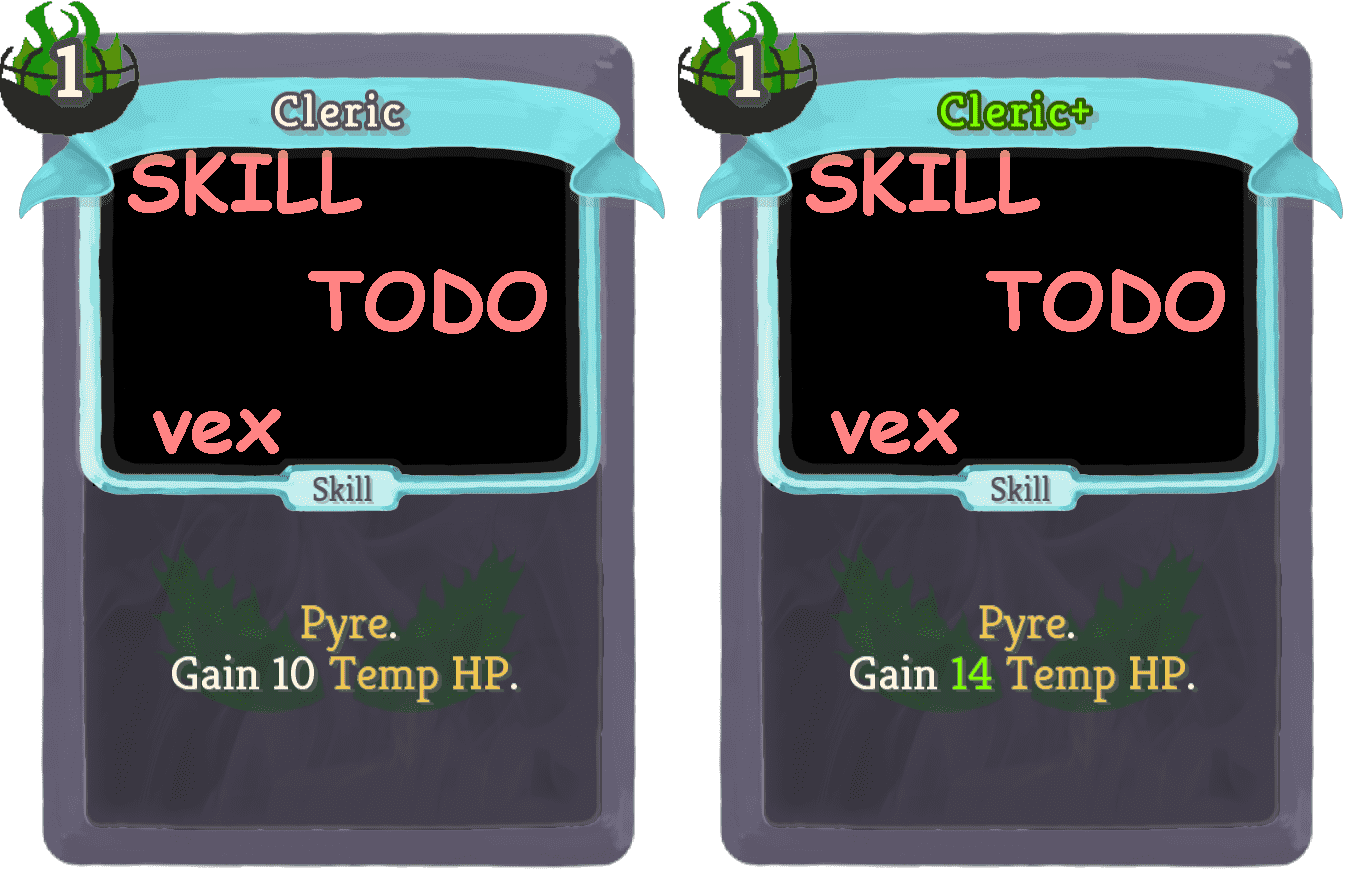 1
Cleric
SKILL
TODO
vex
Skill
Pyre.
Gain 10 Temp HP.
1
Cleric+
SKILL
TODO
vex
Skill
Pyre.
Gain 14 Temp HP.